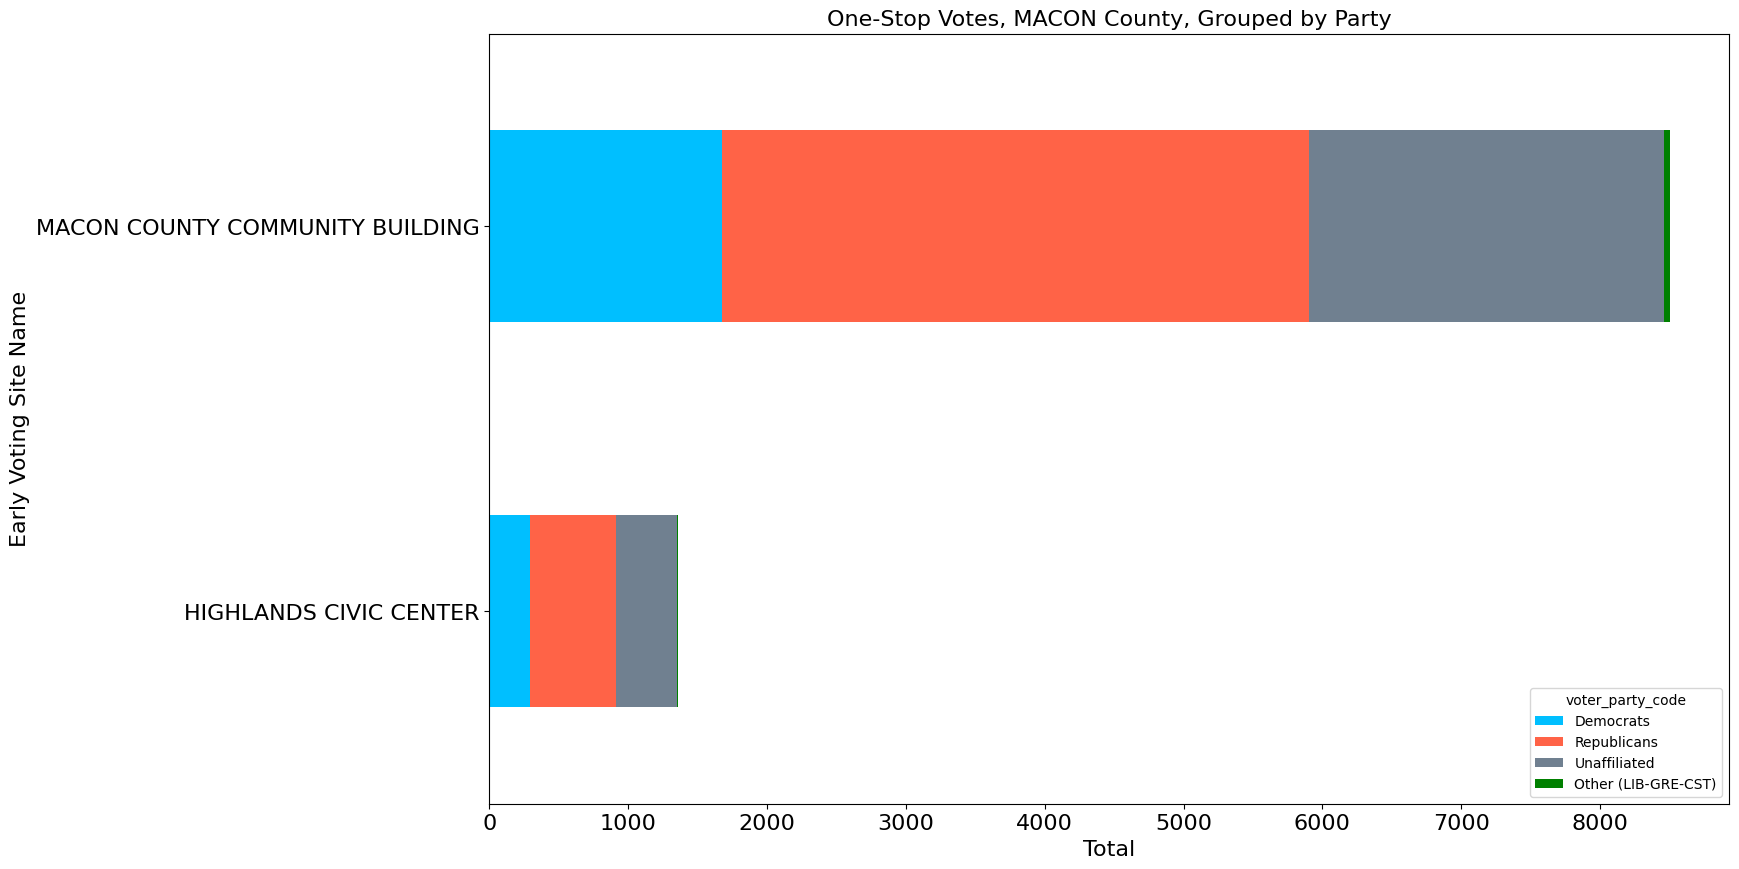 One-Stop Votes, MACON County, Grouped by Party
Early Voting Site Name
MACON COUNTY COMMUNITY BUILDING
HIGHLANDS CIVIC CENTER
voter_party_code
Democrats
Republicans
Unaffiliated
Other (LIB-GRE-CST)
0 1000 2000 3000 4000 5000 6000 7000 8000
Total